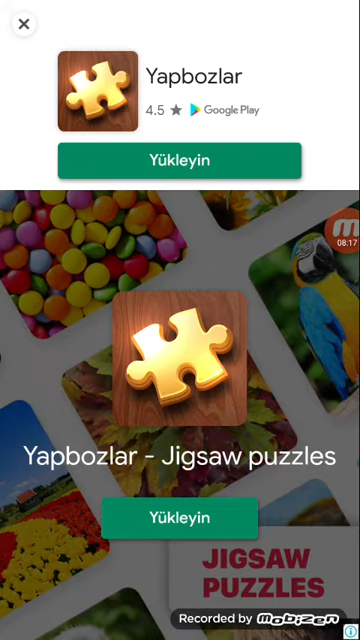 Yapbozlar
4.5 ★ Google Play
Yükleyin
08:17
Yapbozlar - Jigsaw puzzles
Yükleyin
JIGSAW
PUZZLES
Recorded by MOBIZEN